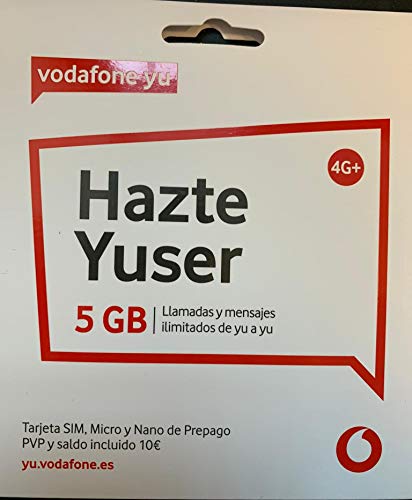 vodafone yu
4G+
Hazte
Yuser
5 GB
Llamadas y mensajes
ilimitados de yu a yu
Tarjeta SIM, Micro y Nano de Prepago
PVP y saldo incluido 10€
yu.vodafone.es